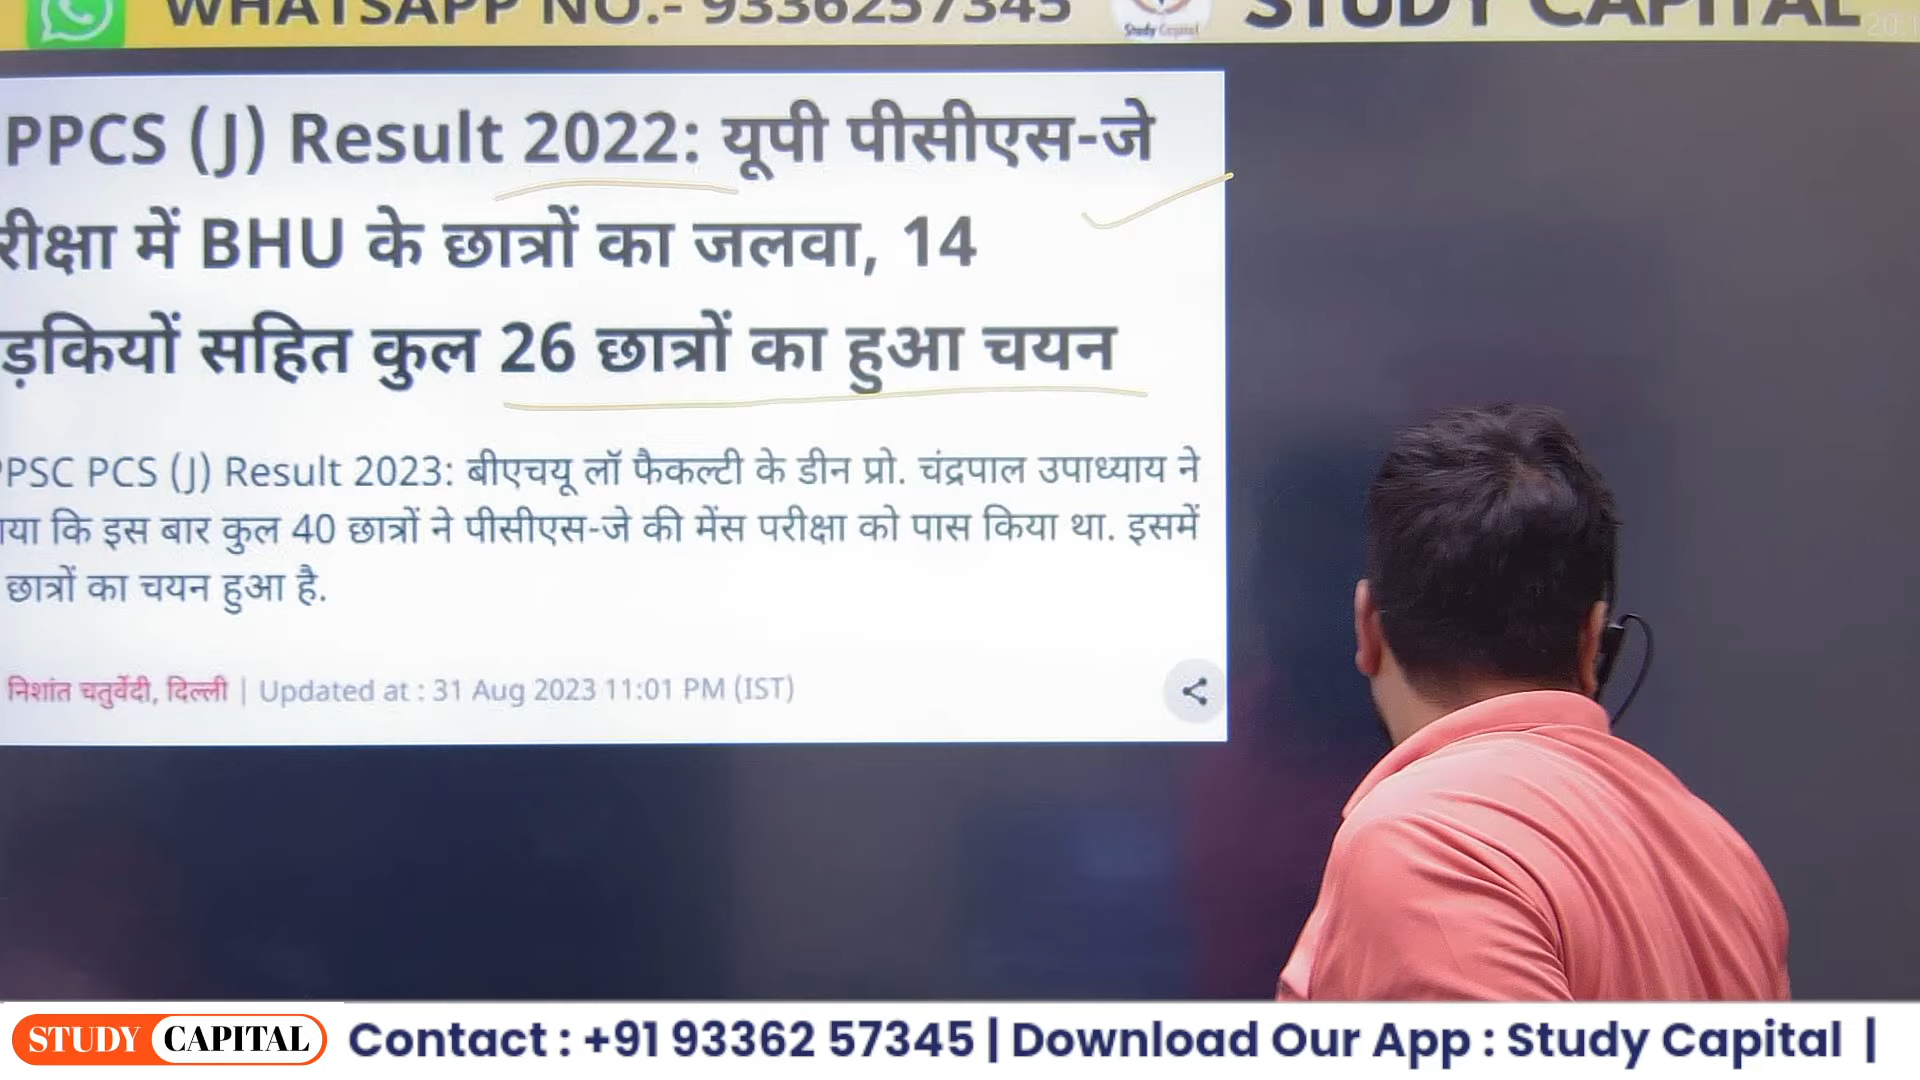 WHATSAPP NO.- 9336257345
Study Capital
STUDY CAPITAL
PPCS (J) Result 2022: यूपी पीसीएस-जे
रीक्षा में BHU के छात्रों का जलवा, 14
ड़कियों सहित कुल 26 छात्रों का हुआ चयन
PSC PCS (J) Result 2023: बीएचयू लॉ फैकल्टी के डीन प्रो. चंद्रपाल उपाध्याय ने
या कि इस बार कुल 40 छात्रों ने पीसीएस-जे की मेंस परीक्षा को पास किया था. इसमें
छात्रों का चयन हुआ है.
निशांत चतुर्वेदी, दिल्ली | Updated at : 31 Aug 2023 11:01 PM (IST)
STUDY CAPITAL Contact : +91 93362 57345 | Download Our App : Study Capital |